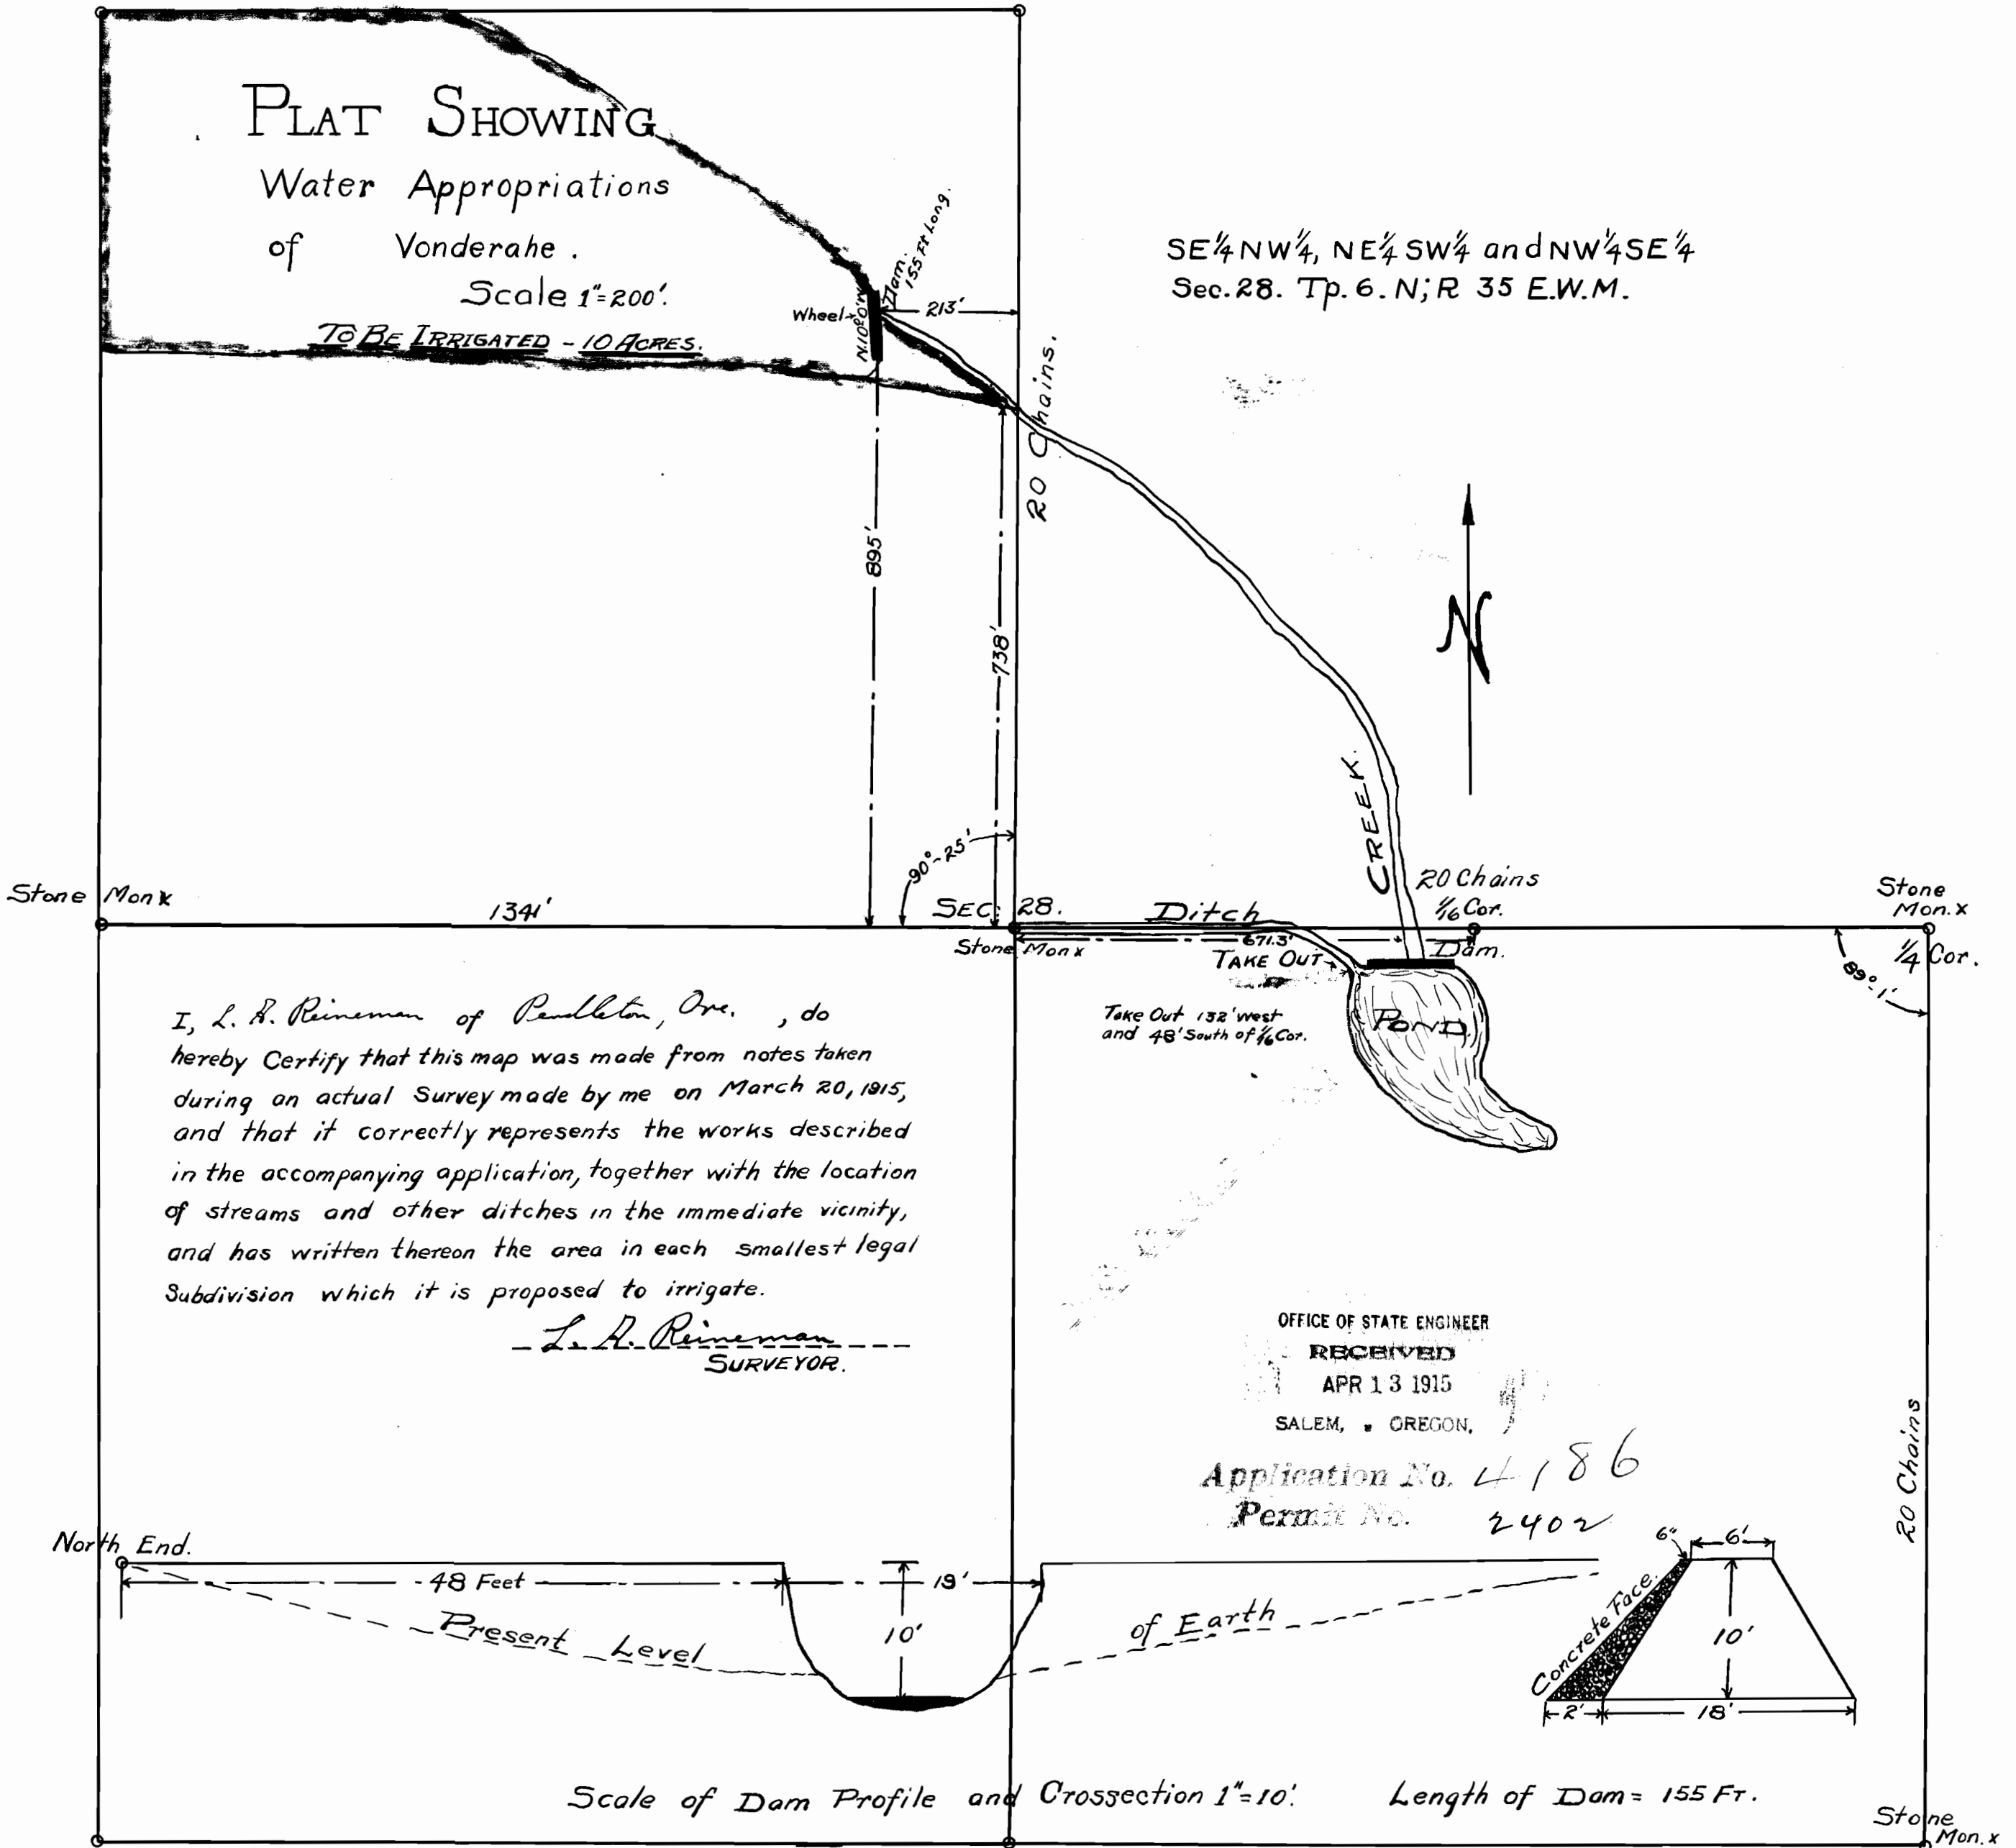 PLAT SHOWING
Water Appropriations
of Vonderahe.
Scale 1"=200'.
TO BE IRRIGATED - 10 ACRES.
Wheel
N.10°0'W
Dam.
155 Ft Long.
213'
SE¼NW¼, NE¼SW¼ and NW¼SE¼
Sec.28. Tp.6.N; R 35 E.W.M.
20 Chains.
895'
738'
N
CREEK.
90°-25'
Stone Mon x
1341'
SEC. 28.
Stone Mon x
Ditch
671.3'
20 Chains
1/16 Cor.
Dam.
Stone
Mon. x
¼ Cor.
89°-1'
TAKE OUT
Take Out 132' West
and 48' South of 1/16 Cor.
POND.
I, L. A. Reineman of Pendleton, Ore. , do
hereby Certify that this map was made from notes taken
during an actual Survey made by me on March 20, 1915,
and that it correctly represents the works described
in the accompanying application, together with the location
of streams and other ditches in the immediate vicinity,
and has written thereon the area in each smallest legal
Subdivision which it is proposed to irrigate.
L. A. Reineman
SURVEYOR.
OFFICE OF STATE ENGINEER
RECEIVED
APR 13 1915
SALEM, OREGON,
Application No. 4186
Permit No. 2402
20 Chains
North End.
48 Feet
19'
10'
Present Level of Earth
6"
6'
Concrete Face.
10'
2'
18'
Scale of Dam Profile and Crossection 1"=10'. Length of Dam = 155 FT.
Stone
Mon. x